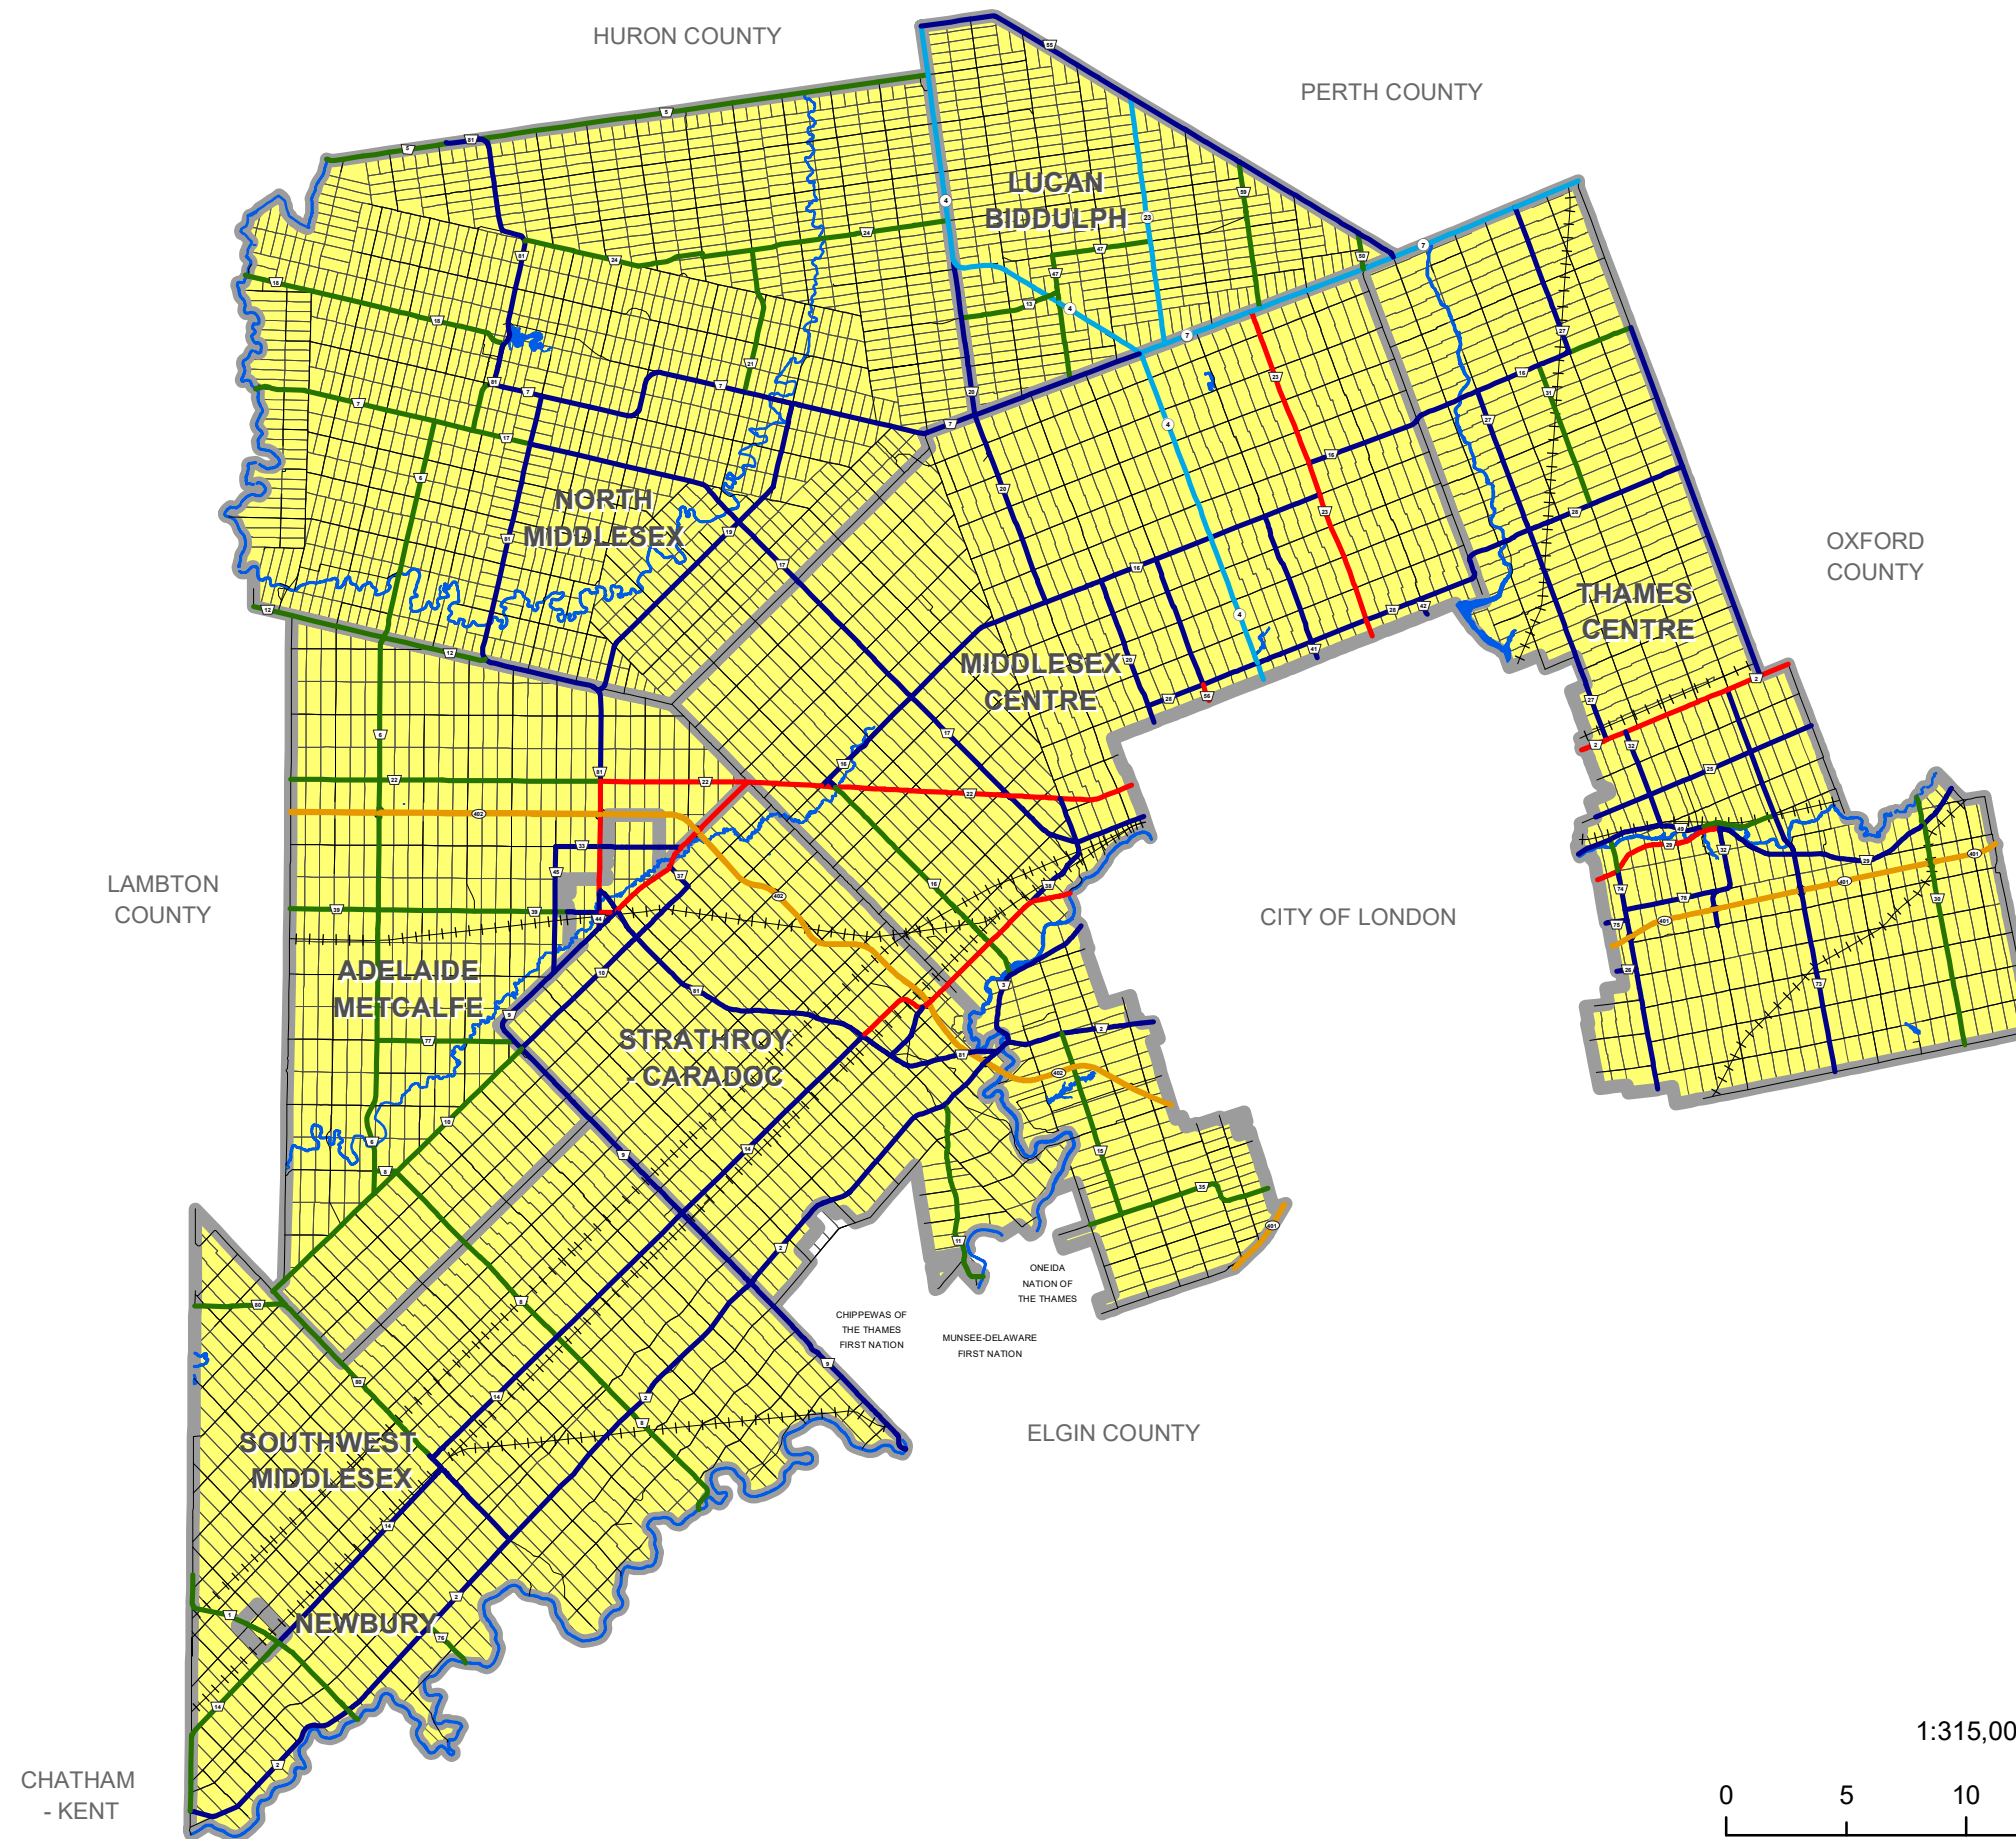 HURON COUNTY
PERTH COUNTY
LUCAN
BIDDULPH
NORTH
MIDDLESEX
OXFORD
COUNTY
THAMES
CENTRE
MIDDLESEX
CENTRE
LAMBTON
COUNTY
CITY OF LONDON
ADELAIDE
METCALFE
STRATHROY
- CARADOC
ONEIDA
NATION OF
THE THAMES
CHIPPEWAS OF
THE THAMES
FIRST NATION
MUNSEE-DELAWARE
FIRST NATION
ELGIN COUNTY
SOUTHWEST
MIDDLESEX
NEWBURY
CHATHAM
- KENT
1:315,00
0 5 10